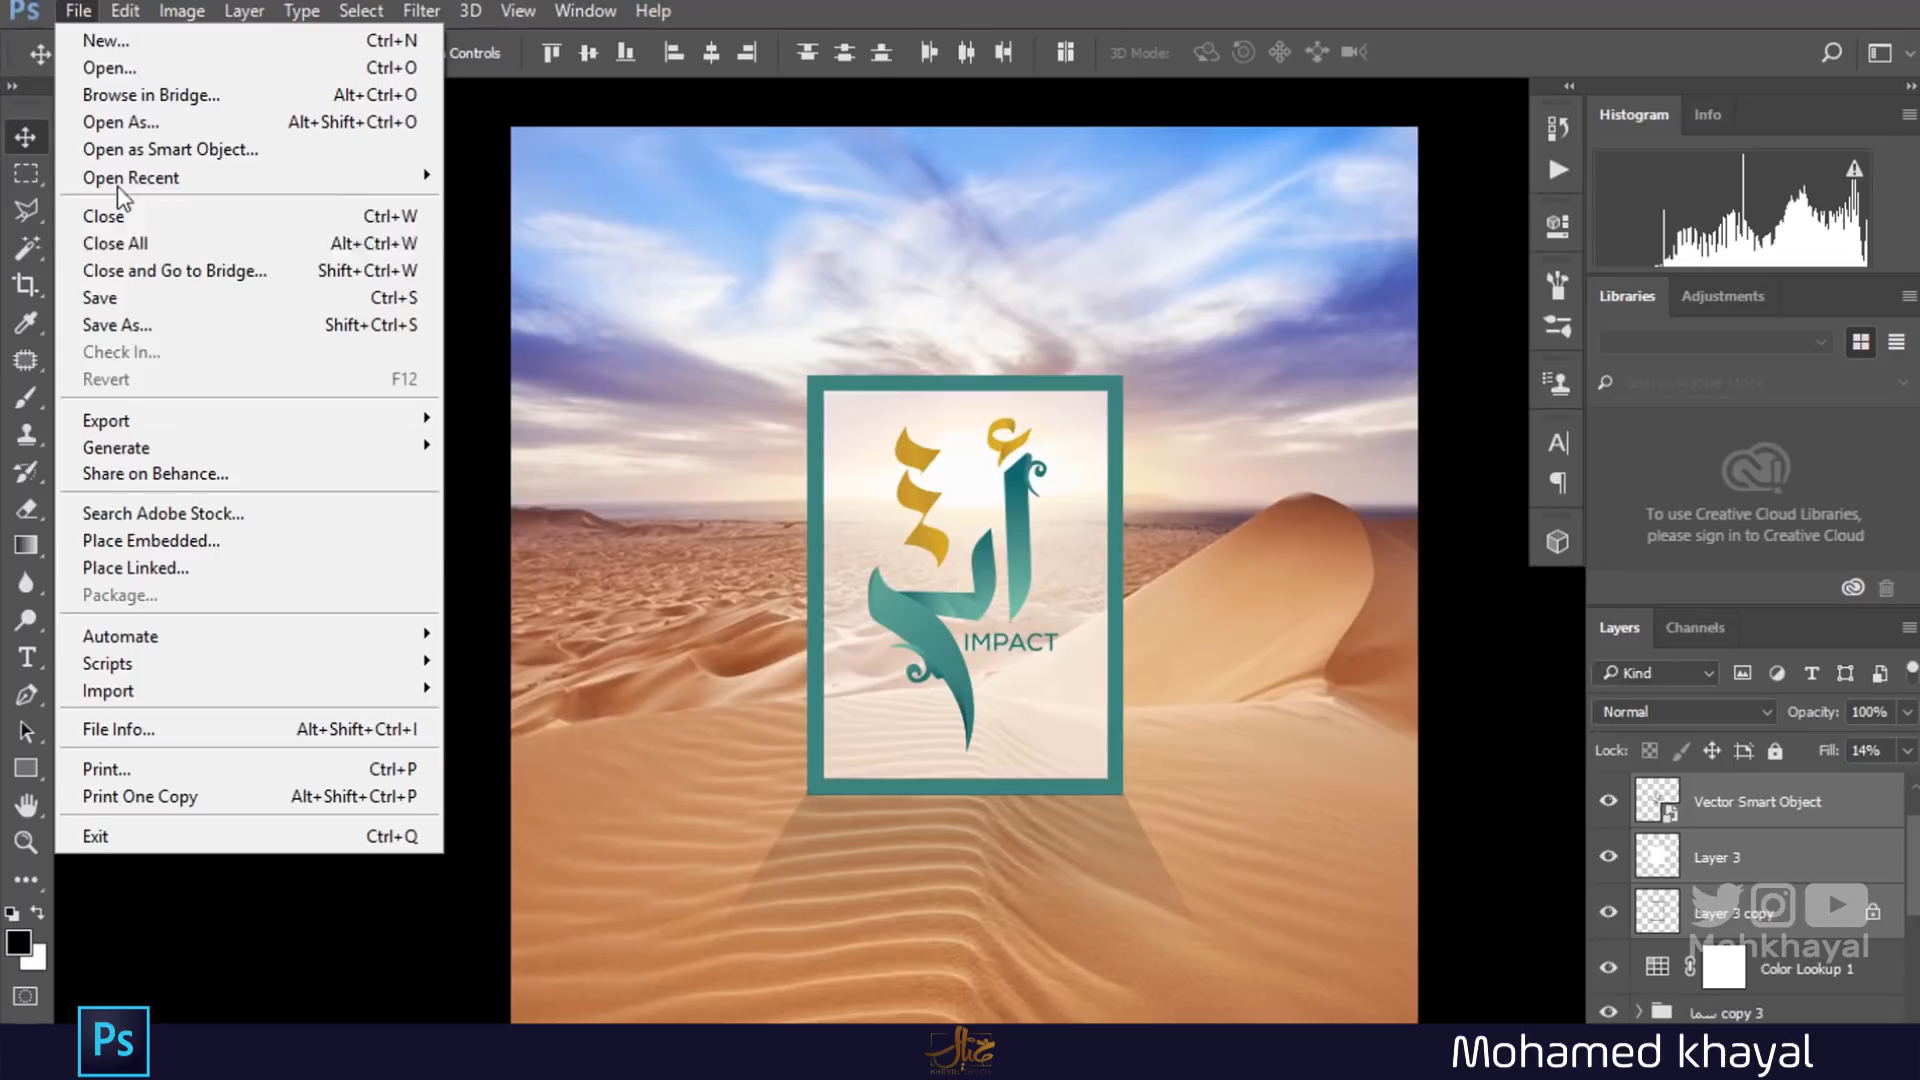 Ps File Edit Image Layer Type Select Filter 3D View Window Help
Controls 3D Mode:
New... Ctrl+N
Open... Ctrl+O
Browse in Bridge... Alt+Ctrl+O
Open As... Alt+Shift+Ctrl+O
Open as Smart Object...
Open Recent
Close Ctrl+W
Close All Alt+Ctrl+W
Close and Go to Bridge... Shift+Ctrl+W
Save Ctrl+S
Save As... Shift+Ctrl+S
Check In...
Revert F12
Export
Generate
Share on Behance...
Search Adobe Stock...
Place Embedded...
Place Linked...
Package...
Automate
Scripts
Import
File Info... Alt+Shift+Ctrl+I
Print... Ctrl+P
Print One Copy Alt+Shift+Ctrl+P
Exit Ctrl+Q
IMPACT
Histogram Info
Libraries Adjustments
Search Adobe Stock
To use Creative Cloud Libraries,
please sign in to Creative Cloud
Layers Channels
Kind
Normal Opacity: 100%
Lock: Fill: 14%
Vector Smart Object
Layer 3
Layer 3 copy
Mohkhayal
Color Lookup 1
سما copy 3
Ps
Mohamed khayal